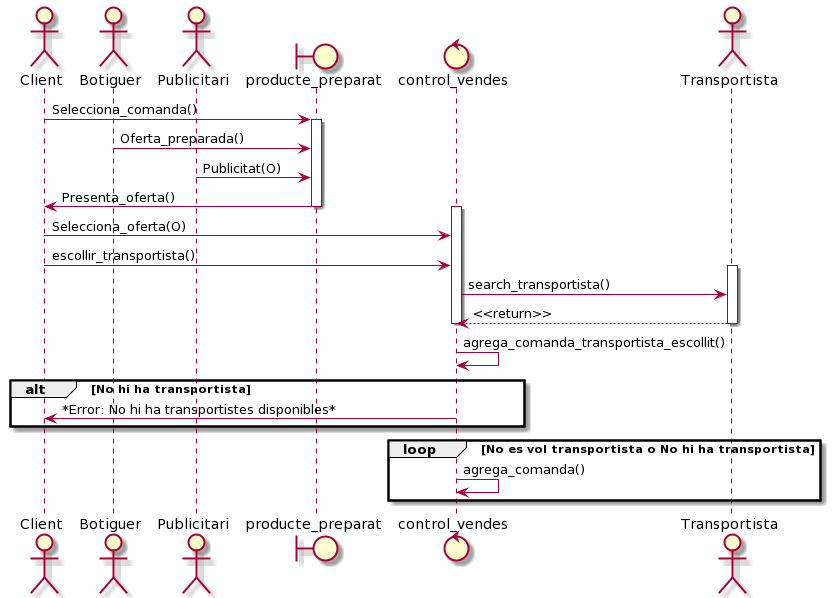 Client Botiguer Publicitari producte_preparat control_vendes Transportista
Selecciona_comanda()
Oferta_preparada()
Publicitat(O)
Presenta_oferta()
Selecciona_oferta(O)
escollir_transportista()
search_transportista()
<<return>>
agrega_comanda_transportista_escollit()
alt [No hi ha transportista]
*Error: No hi ha transportistes disponibles*
loop [No es vol transportista o No hi ha transportista]
agrega_comanda()
Client Botiguer Publicitari producte_preparat control_vendes Transportista